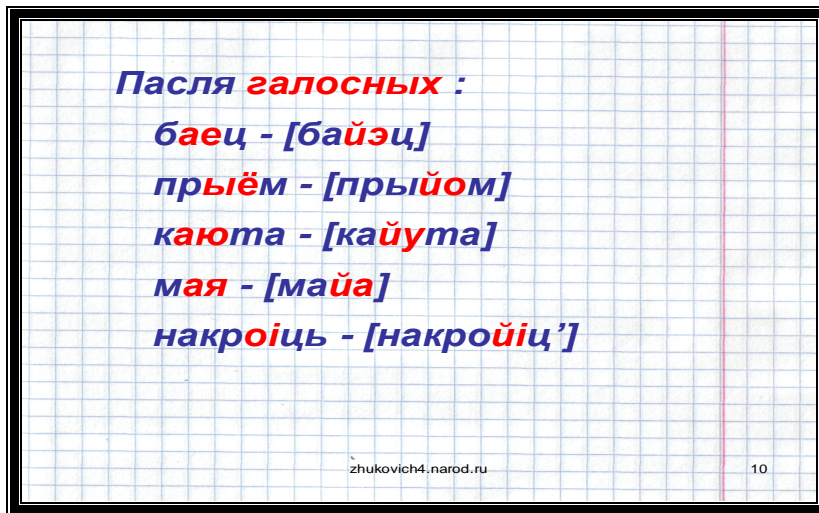 Пасля галосных :
баец - [байэц]
прыём - [прыйом]
каюта - [кайута]
мая - [майа]
накроіць - [накройіц’]
zhukovich4.narod.ru
10